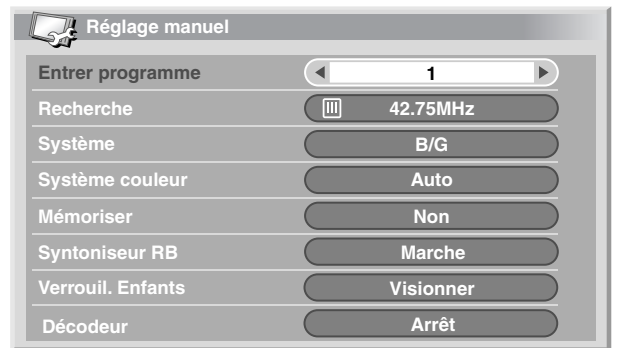 Réglage manuel
Entrer programme 1
Recherche 42.75MHz
Système B/G
Système couleur Auto
Mémoriser Non
Syntoniseur RB Marche
Verrouil. Enfants Visionner
Décodeur Arrêt